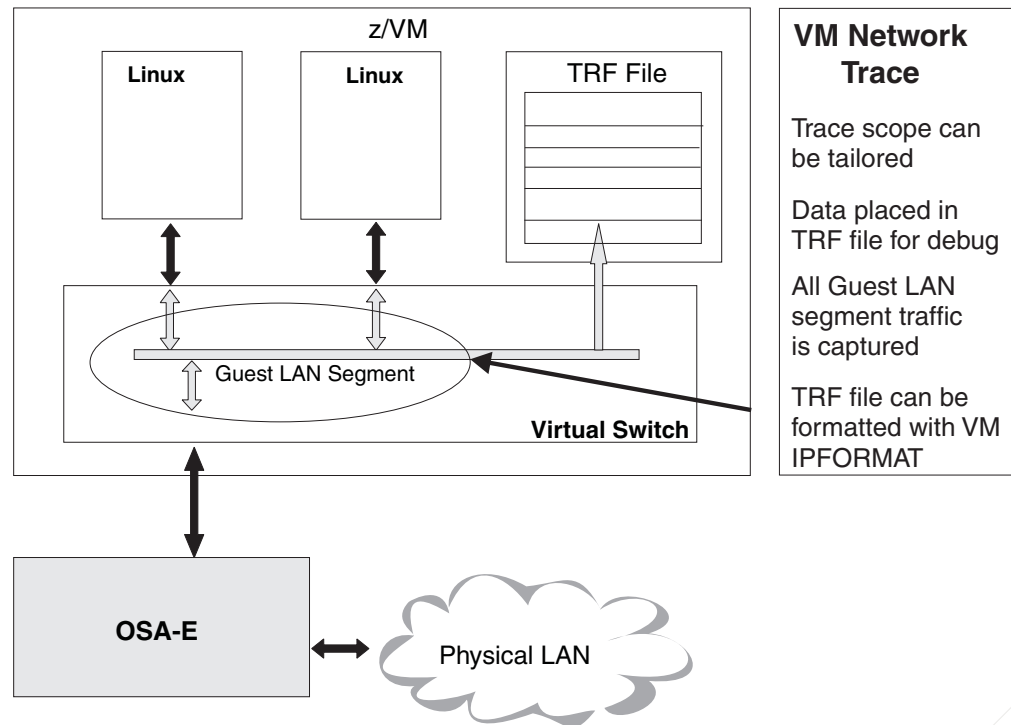 z/VM
Linux
Linux
TRF File
Guest LAN Segment
Virtual Switch
OSA-E
Physical LAN
VM Network
Trace
Trace scope can
be tailored
Data placed in
TRF file for debug
All Guest LAN
segment traffic
is captured
TRF file can be
formatted with VM
IPFORMAT